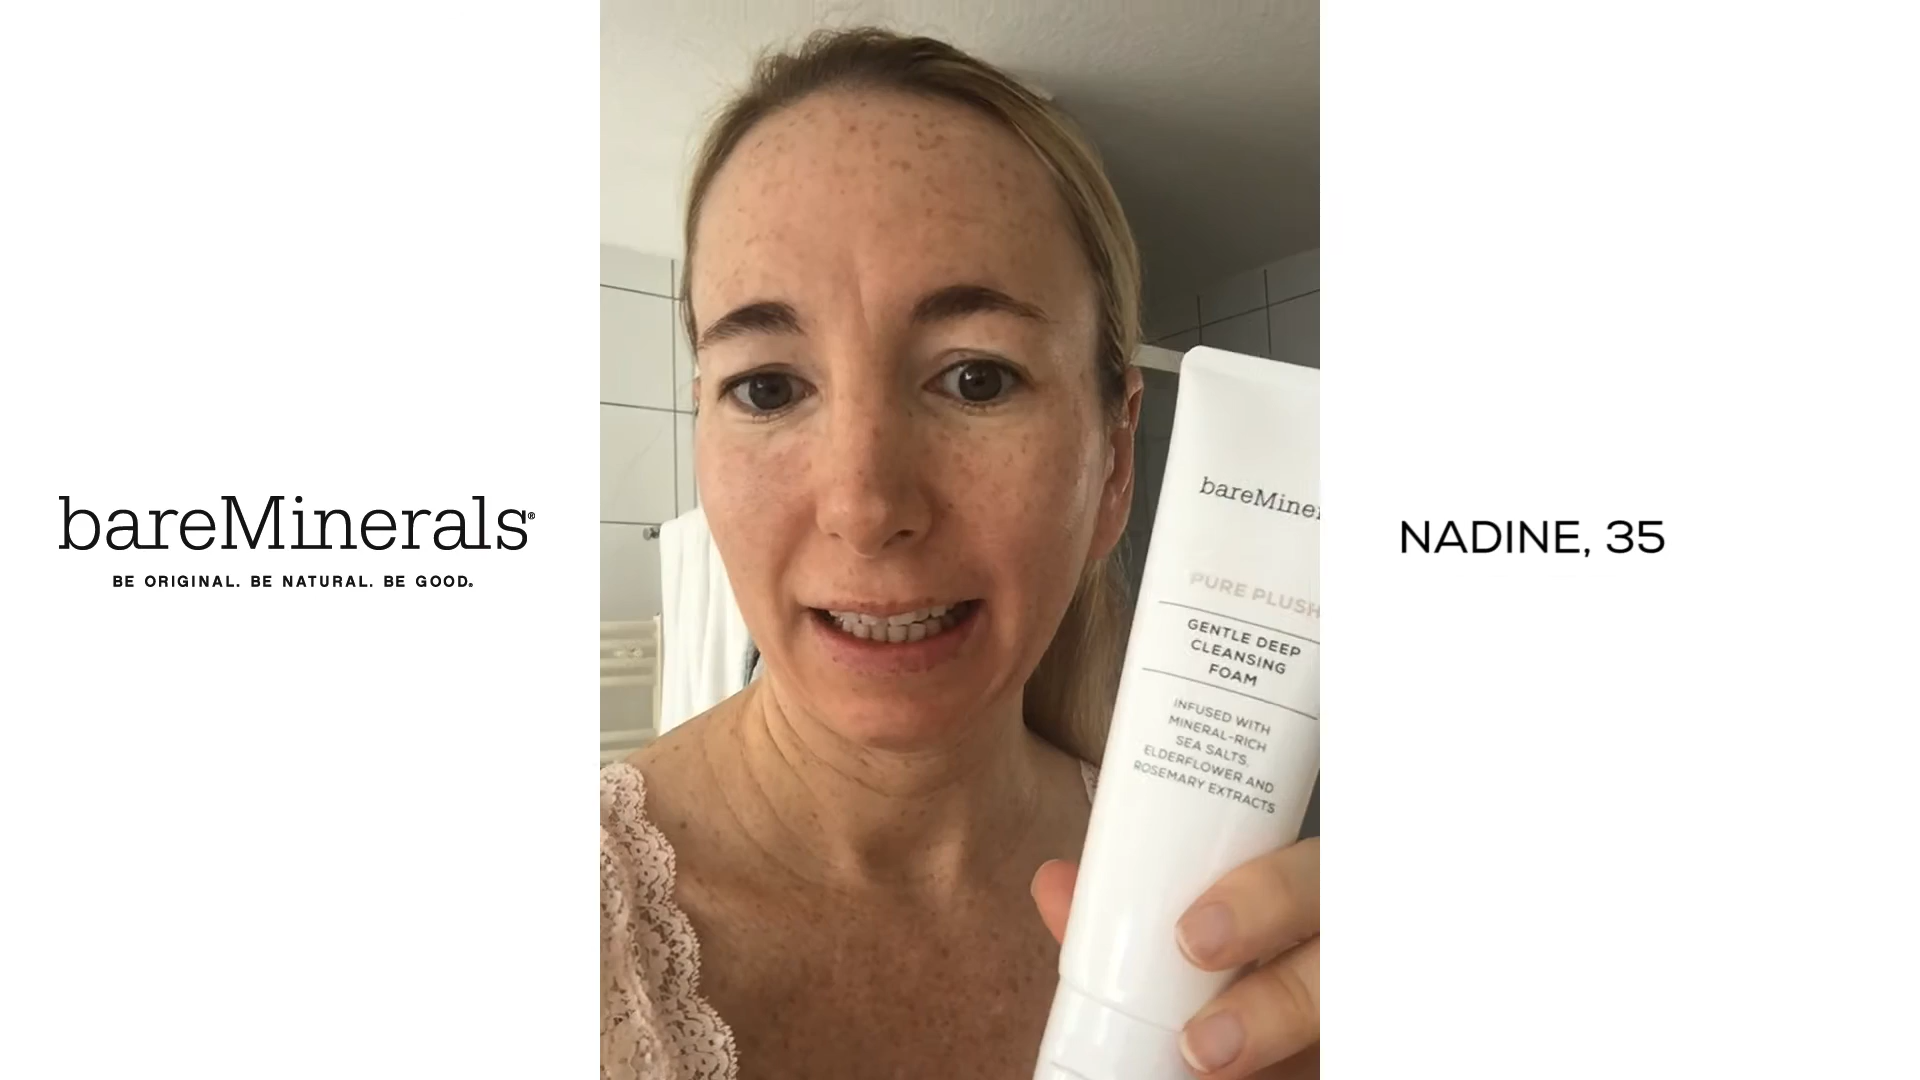 bareMinerals®
BE ORIGINAL. BE NATURAL. BE GOOD.
bareMiner
PURE PLUSH
GENTLE DEEP
CLEANSING
FOAM
INFUSED WITH
MINERAL-RICH
SEA SALTS,
ELDERFLOWER AND
ROSEMARY EXTRACTS
NADINE, 35